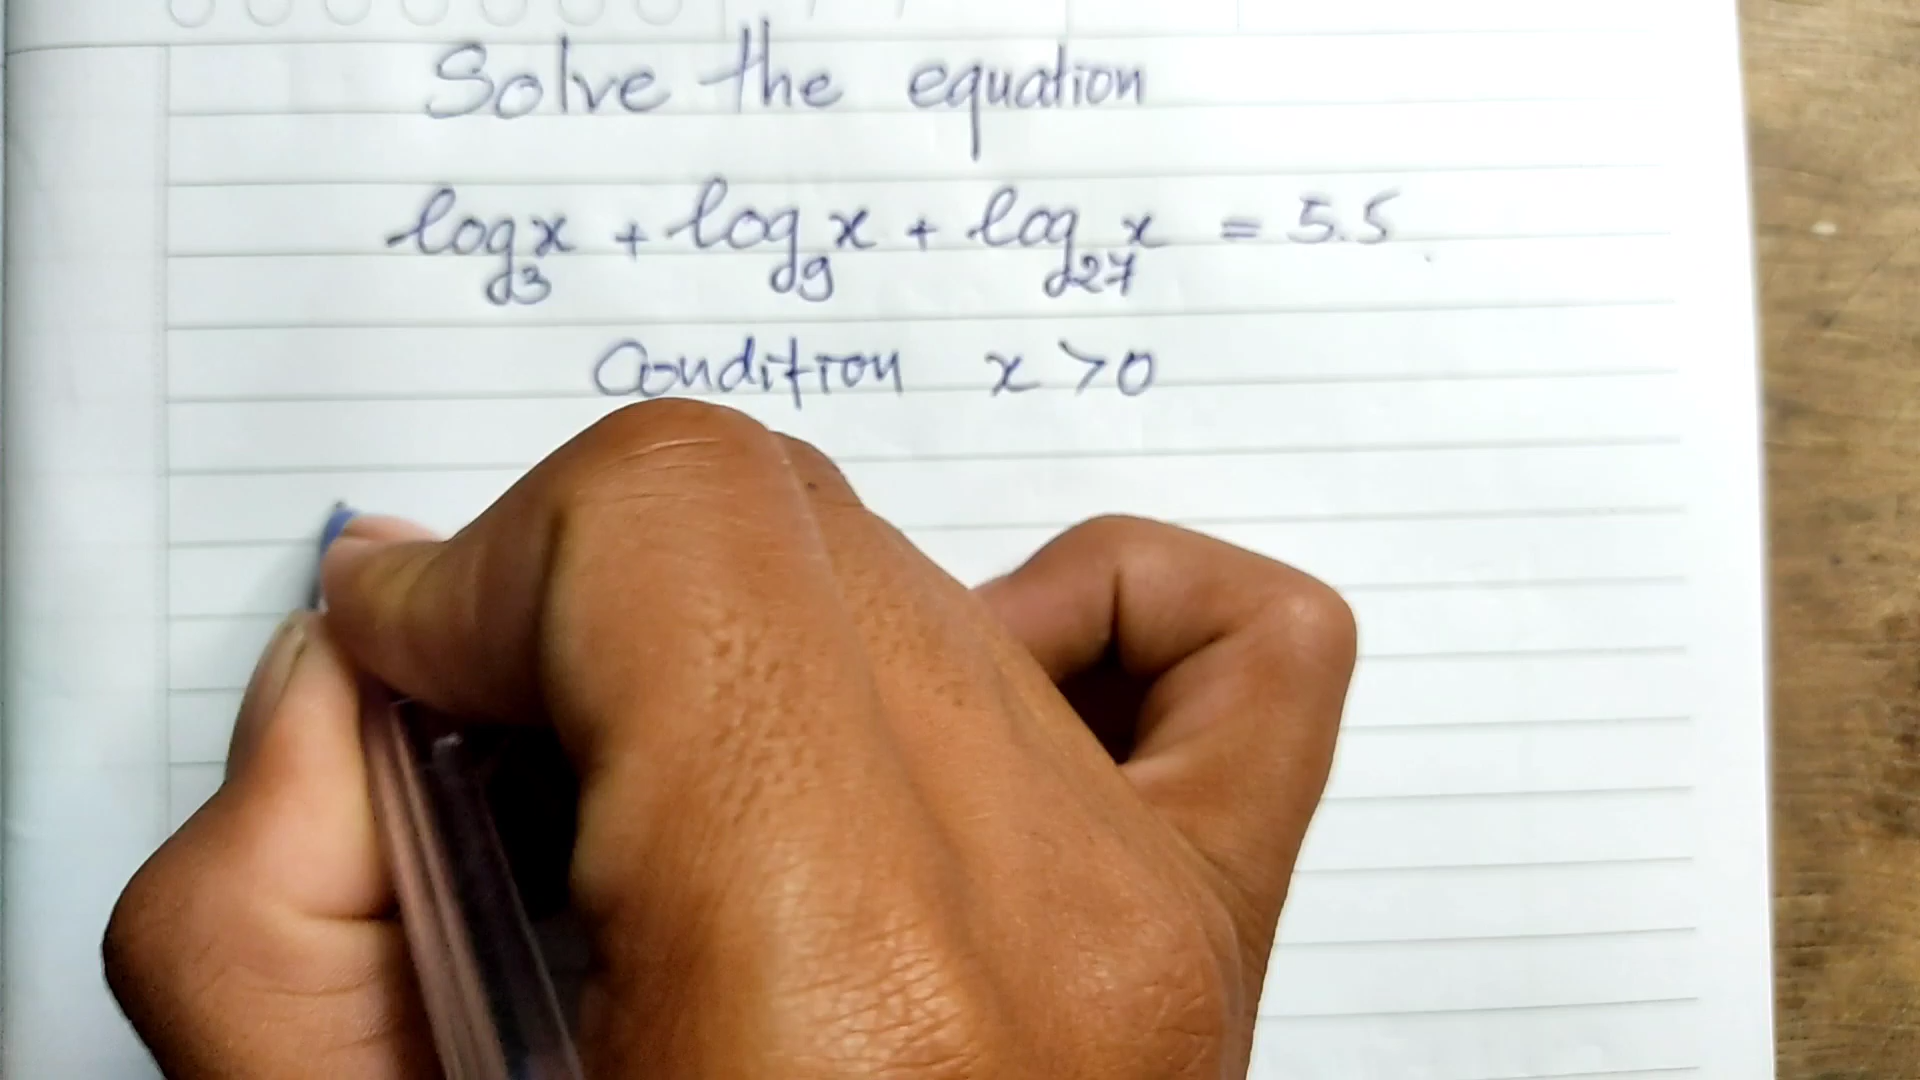 Solve the equation
log₃x + log₉x + log₂₇x = 5.5
Condition x > 0